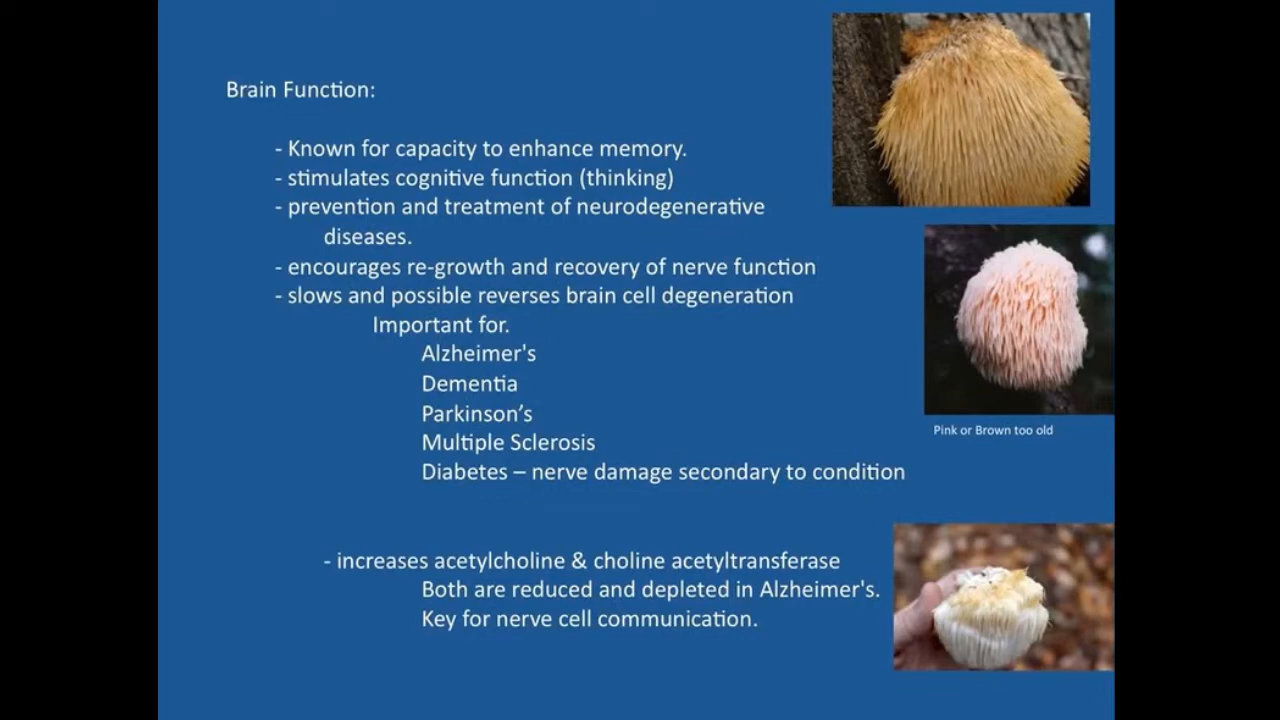 Brain Function:
- Known for capacity to enhance memory.
- stimulates cognitive function (thinking)
- prevention and treatment of neurodegenerative
diseases.
- encourages re-growth and recovery of nerve function
- slows and possible reverses brain cell degeneration
Important for.
Alzheimer's
Dementia
Parkinson’s
Multiple Sclerosis
Diabetes – nerve damage secondary to condition
- increases acetylcholine & choline acetyltransferase
Both are reduced and depleted in Alzheimer's.
Key for nerve cell communication.
Pink or Brown too old